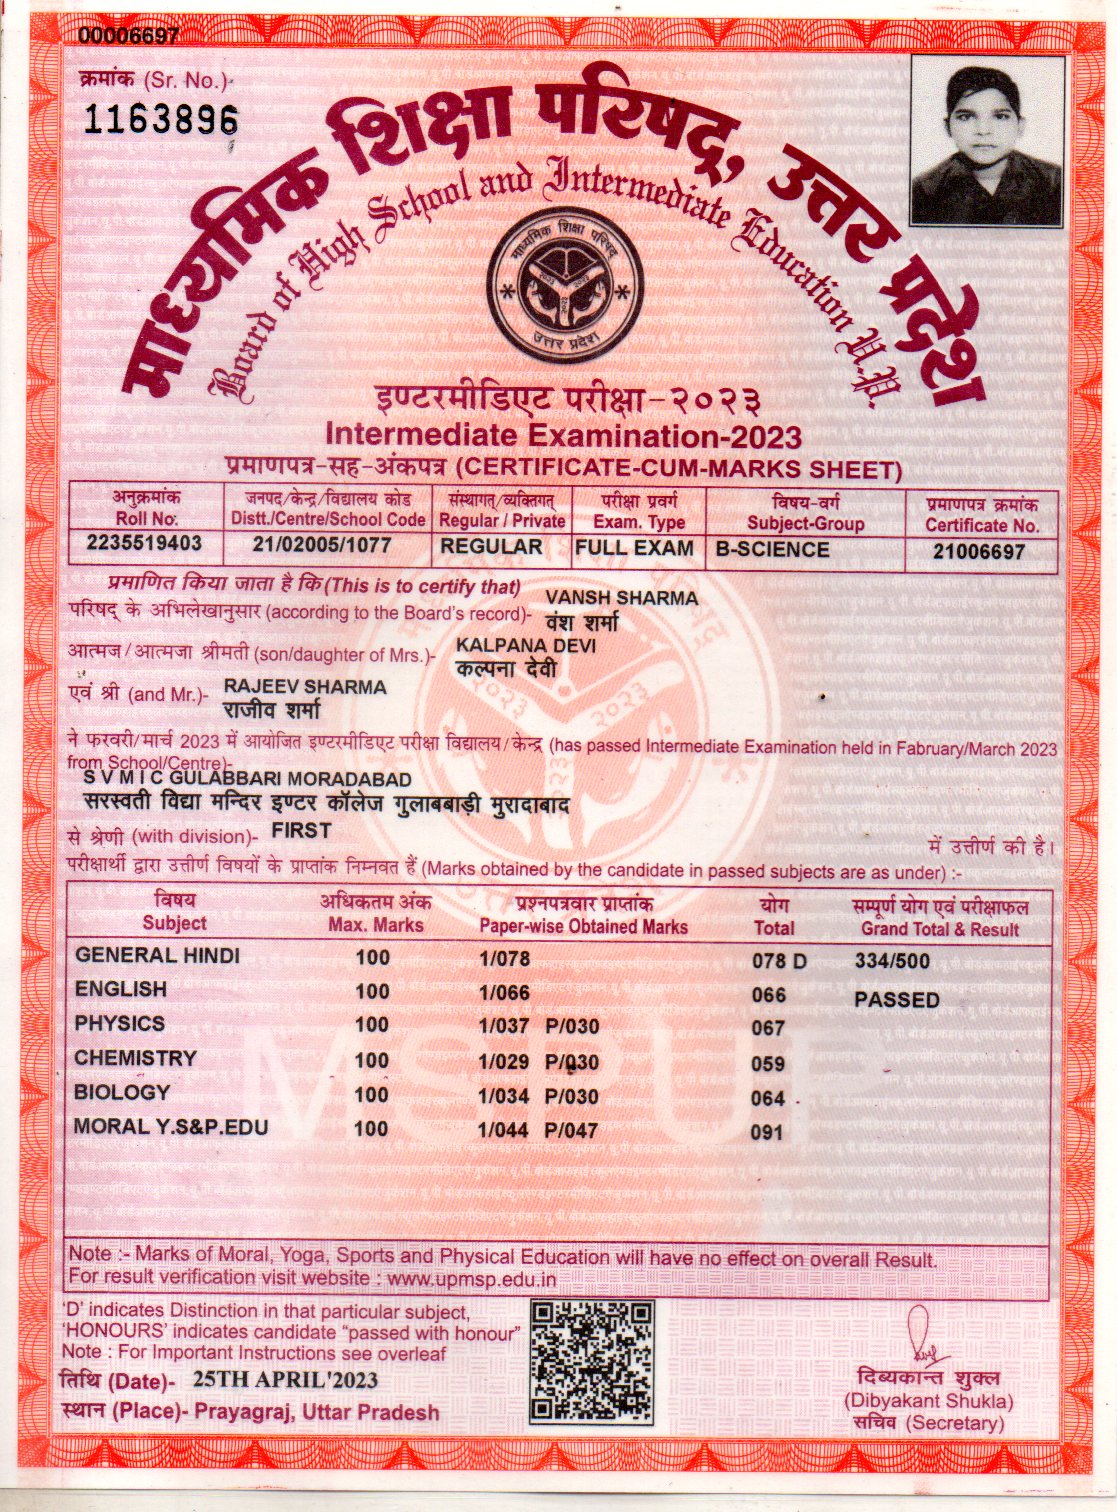 00006697
क्रमांक (Sr. No.)-
1163896
माध्यमिक शिक्षा परिषद्, उत्तर प्रदेश
Board of High School and Intermediate Education U.P.
माध्यमिक शिक्षा परिषद
उत्तर प्रदेश
इण्टरमीडिएट परीक्षा-२०२३
Intermediate Examination-2023
प्रमाणपत्र-सह-अंकपत्र (CERTIFICATE-CUM-MARKS SHEET)
अनुक्रमांक जनपद/केन्द्र/विद्यालय कोड संस्थागत्/व्यक्तिगत् परीक्षा प्रवर्ग विषय-वर्ग प्रमाणपत्र क्रमांक
Roll No. Distt./Centre/School Code Regular / Private Exam. Type Subject-Group Certificate No.
2235519403 21/02005/1077 REGULAR FULL EXAM B-SCIENCE 21006697
प्रमाणित किया जाता है कि (This is to certify that)
परिषद् के अभिलेखानुसार (according to the Board's record)- VANSH SHARMA
वंश शर्मा
आत्मज/आत्मजा श्रीमती (son/daughter of Mrs.)- KALPANA DEVI
कल्पना देवी
एवं श्री (and Mr.)- RAJEEV SHARMA
राजीव शर्मा
ने फरवरी/मार्च 2023 में आयोजित इण्टरमीडिएट परीक्षा विद्यालय/केन्द्र (has passed Intermediate Examination held in Fabruary/March 2023
from School/Centre)-
S V M I C GULABBARI MORADABAD
सरस्वती विद्या मन्दिर इण्टर कॉलेज गुलाबबाड़ी मुरादाबाद
से श्रेणी (with division)- FIRST में उत्तीर्ण की है।
परीक्षार्थी द्वारा उत्तीर्ण विषयों के प्राप्तांक निम्नवत हैं (Marks obtained by the candidate in passed subjects are as under) :-
विषय अधिकतम अंक प्रश्नपत्रवार प्राप्तांक योग सम्पूर्ण योग एवं परीक्षाफल
Subject Max. Marks Paper-wise Obtained Marks Total Grand Total & Result
GENERAL HINDI 100 1/078 078 D 334/500
ENGLISH 100 1/066 066 PASSED
PHYSICS 100 1/037 P/030 067
CHEMISTRY 100 1/029 P/030 059
BIOLOGY 100 1/034 P/030 064
MORAL Y.S&P.EDU 100 1/044 P/047 091
MSPUP
Note :- Marks of Moral, Yoga, Sports and Physical Education will have no effect on overall Result.
For result verification visit website : www.upmsp.edu.in
'D' indicates Distinction in that particular subject,
'HONOURS' indicates candidate "passed with honour"
Note : For Important Instructions see overleaf
तिथि (Date)- 25TH APRIL'2023
स्थान (Place)- Prayagraj, Uttar Pradesh
दिव्यकान्त शुक्ल
(Dibyakant Shukla)
सचिव (Secretary)